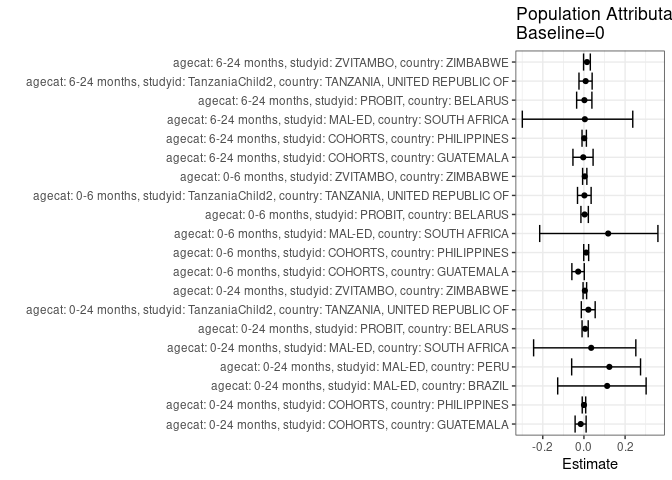 Population Attributa
Baseline=0
agecat: 6-24 months, studyid: ZVITAMBO, country: ZIMBABWE
agecat: 6-24 months, studyid: TanzaniaChild2, country: TANZANIA, UNITED REPUBLIC OF
agecat: 6-24 months, studyid: PROBIT, country: BELARUS
agecat: 6-24 months, studyid: MAL-ED, country: SOUTH AFRICA
agecat: 6-24 months, studyid: COHORTS, country: PHILIPPINES
agecat: 6-24 months, studyid: COHORTS, country: GUATEMALA
agecat: 0-6 months, studyid: ZVITAMBO, country: ZIMBABWE
agecat: 0-6 months, studyid: TanzaniaChild2, country: TANZANIA, UNITED REPUBLIC OF
agecat: 0-6 months, studyid: PROBIT, country: BELARUS
agecat: 0-6 months, studyid: MAL-ED, country: SOUTH AFRICA
agecat: 0-6 months, studyid: COHORTS, country: PHILIPPINES
agecat: 0-6 months, studyid: COHORTS, country: GUATEMALA
agecat: 0-24 months, studyid: ZVITAMBO, country: ZIMBABWE
agecat: 0-24 months, studyid: TanzaniaChild2, country: TANZANIA, UNITED REPUBLIC OF
agecat: 0-24 months, studyid: PROBIT, country: BELARUS
agecat: 0-24 months, studyid: MAL-ED, country: SOUTH AFRICA
agecat: 0-24 months, studyid: MAL-ED, country: PERU
agecat: 0-24 months, studyid: MAL-ED, country: BRAZIL
agecat: 0-24 months, studyid: COHORTS, country: PHILIPPINES
agecat: 0-24 months, studyid: COHORTS, country: GUATEMALA
-0.2 0.0 0.2
Estimate